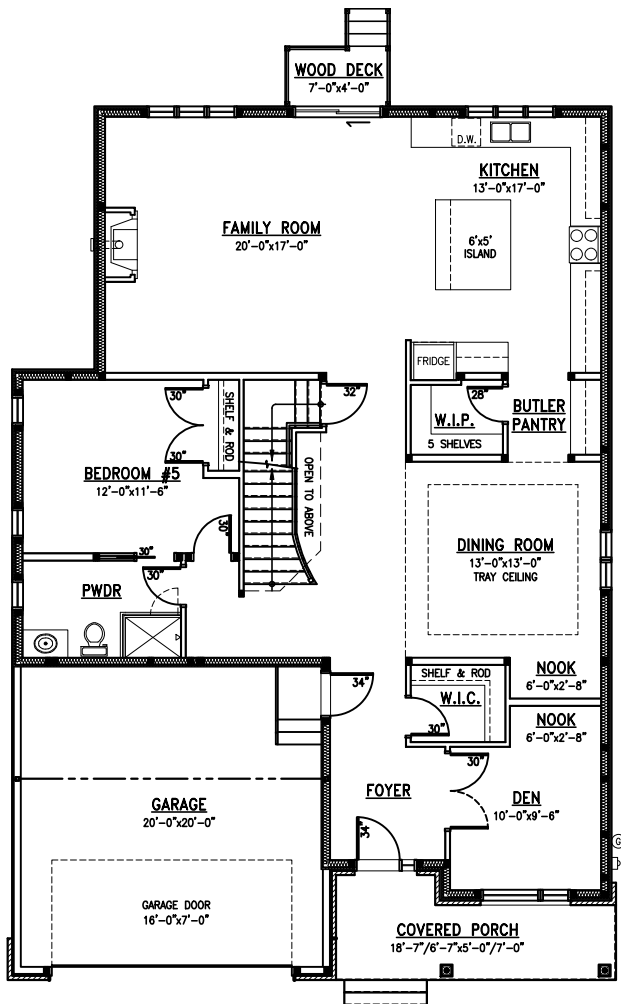 WOOD DECK
7'-0"x4'-0"
D.W.
KITCHEN
13'-0"x17'-0"
FAMILY ROOM
20'-0"x17'-0"
6'x5'
ISLAND
FRIDGE
30"
SHELF & ROD
32"
28"
W.I.P.
5 SHELVES
BUTLER
PANTRY
30"
BEDROOM #5
12'-0"x11'-6"
OPEN TO ABOVE
30"
30"
DINING ROOM
13'-0"x13'-0"
TRAY CEILING
30"
PWDR
SHELF & ROD
W.I.C.
30"
NOOK
6'-0"x2'-8"
34"
NOOK
6'-0"x2'-8"
30"
FOYER
DEN
10'-0"x9'-6"
GARAGE
20'-0"x20'-0"
34"
G
GARAGE DOOR
16'-0"x7'-0"
COVERED PORCH
18'-7"/6'-7"x5'-0"/7'-0"